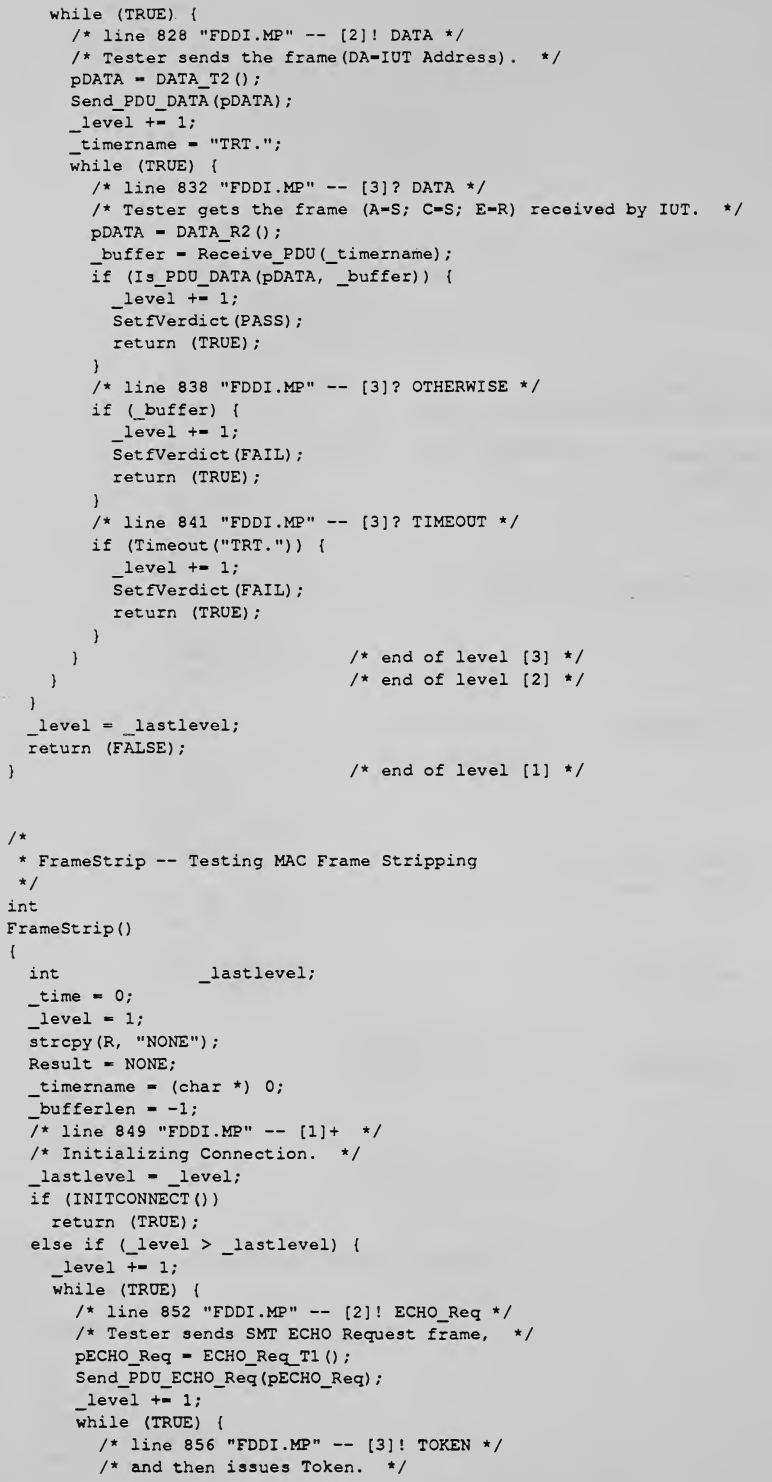 while (TRUE) {
/* line 828 "FDDI.MP" -- [2]! DATA */
/* Tester sends the frame(DA=IUT Address). */
pDATA = DATA_T2();
Send_PDU_DATA(pDATA);
_level += 1;
_timername = "TRT.";
while (TRUE) {
/* line 832 "FDDI.MP" -- [3]? DATA */
/* Tester gets the frame (A=S; C=S; E=R) received by IUT. */
pDATA = DATA_R2();
_buffer = Receive_PDU(_timername);
if (Is_PDU_DATA(pDATA, _buffer)) {
_level += 1;
SetfVerdict(PASS);
return (TRUE);
}
/* line 838 "FDDI.MP" -- [3]? OTHERWISE */
if (_buffer) {
_level += 1;
SetfVerdict(FAIL);
return (TRUE);
}
/* line 841 "FDDI.MP" -- [3]? TIMEOUT */
if (Timeout("TRT.")) {
_level += 1;
SetfVerdict(FAIL);
return (TRUE);
}
} /* end of level [3] */
} /* end of level [2] */
}
_level = _lastlevel;
return (FALSE);
} /* end of level [1] */
/*
* FrameStrip -- Testing MAC Frame Stripping
*/
int
FrameStrip()
{
int _lastlevel;
_time = 0;
_level = 1;
strcpy(R, "NONE");
Result = NONE;
_timername = (char *) 0;
_bufferlen = -1;
/* line 849 "FDDI.MP" -- [1]+ */
/* Initializing Connection. */
_lastlevel = _level;
if (INITCONNECT())
return (TRUE);
else if (_level > _lastlevel) {
_level += 1;
while (TRUE) {
/* line 852 "FDDI.MP" -- [2]! ECHO_Req */
/* Tester sends SMT ECHO Request frame, */
pECHO_Req = ECHO_Req_T1();
Send_PDU_ECHO_Req(pECHO_Req);
_level += 1;
while (TRUE) {
/* line 856 "FDDI.MP" -- [3]! TOKEN */
/* and then issues Token. */